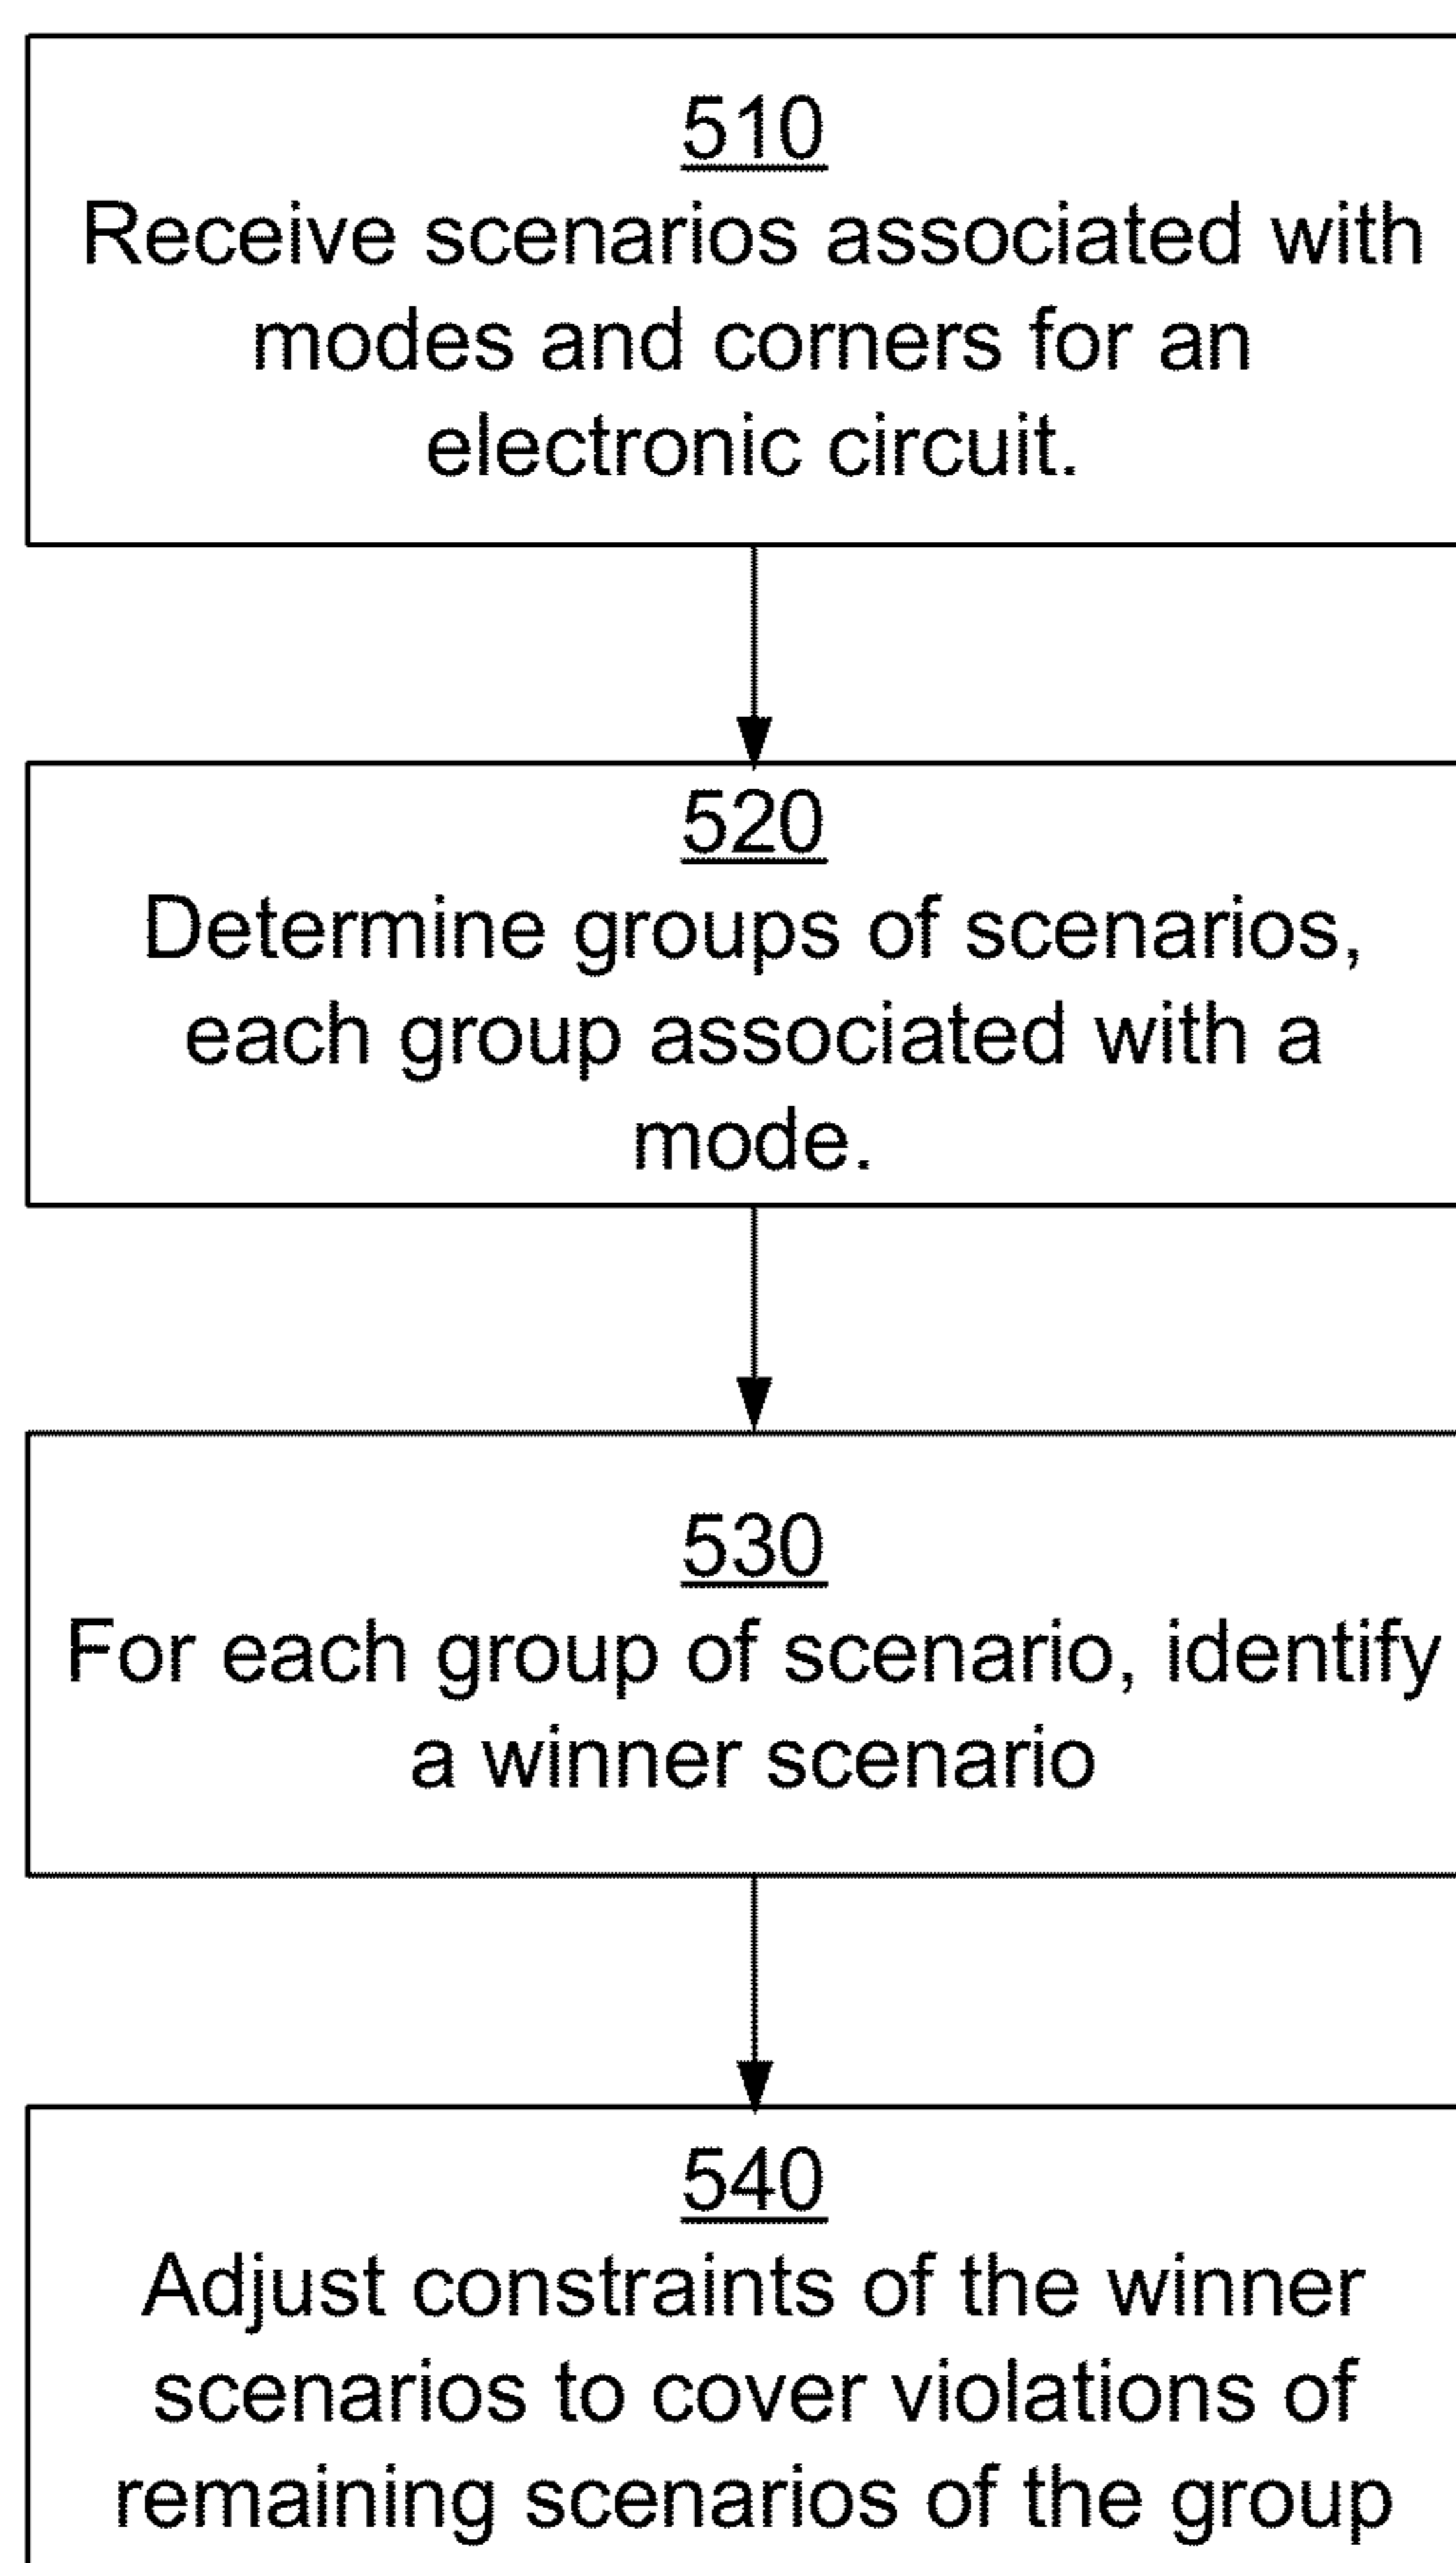 510
Receive scenarios associated with
modes and corners for an
electronic circuit.
520
Determine groups of scenarios,
each group associated with a
mode.
530
For each group of scenario, identify
a winner scenario
540
Adjust constraints of the winner
scenarios to cover violations of
remaining scenarios of the group